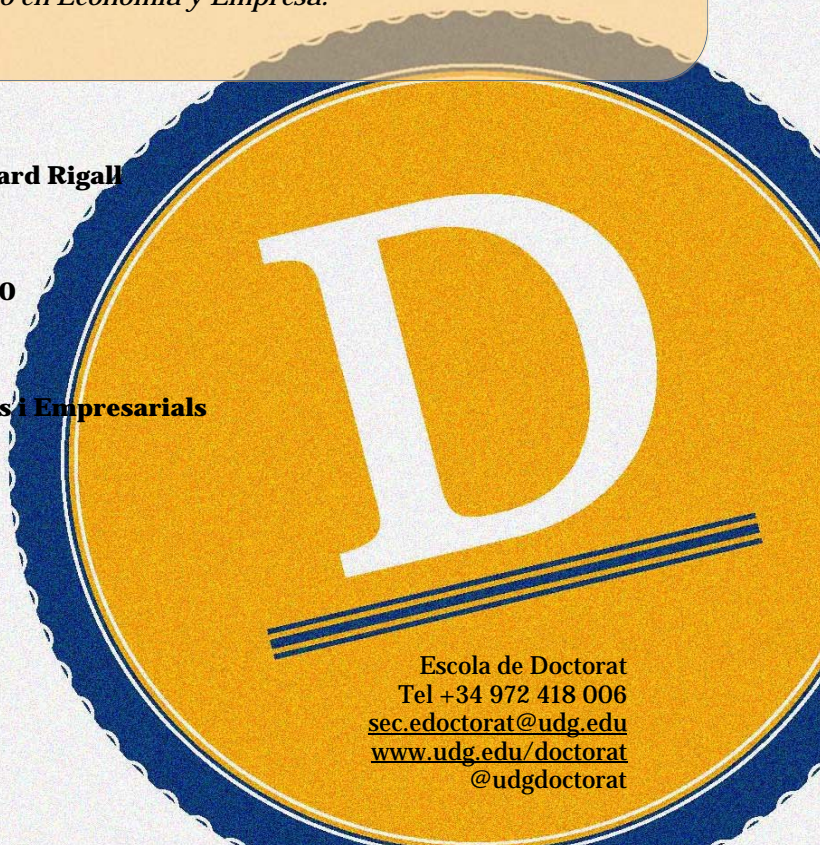 o en Economía y Empresa.
ard Rigall
0
s i Empresarials
D
Escola de Doctorat
Tel +34 972 418 006
sec.edoctorat@udg.edu
www.udg.edu/doctorat
@udgdoctorat